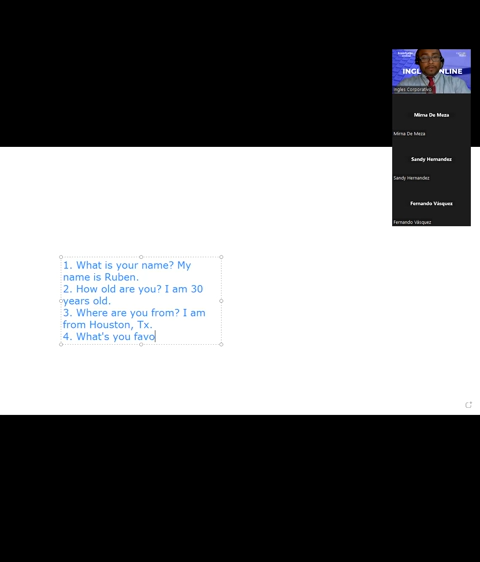 INGL NLINE
Ingles Corporativo
Mirna De Meza
Mirna De Meza
Sandy Hernandez
Sandy Hernandez
Fernando Vásquez
Fernando Vásquez
1. What is your name? My
name is Ruben.
2. How old are you? I am 30
years old.
3. Where are you from? I am
from Houston, Tx.
4. What's you favo